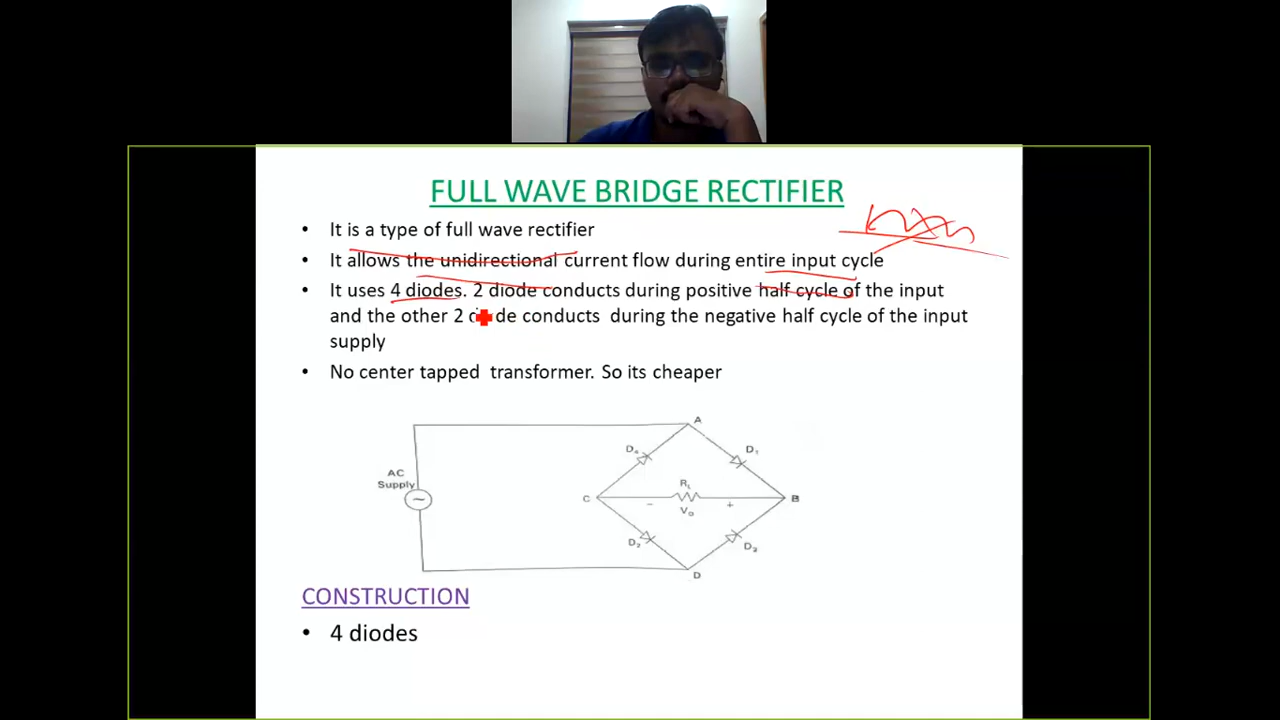 FULL WAVE BRIDGE RECTIFIER
• It is a type of full wave rectifier
• It allows the unidirectional current flow during entire input cycle
• It uses 4 diodes. 2 diode conducts during positive half cycle of the input
and the other 2 diode conducts during the negative half cycle of the input
supply
• No center tapped transformer. So its cheaper
A
D₄
D₁
AC
Supply
~
C
R_L
B
− +
V₀
D₂
D₃
D
CONSTRUCTION
• 4 diodes